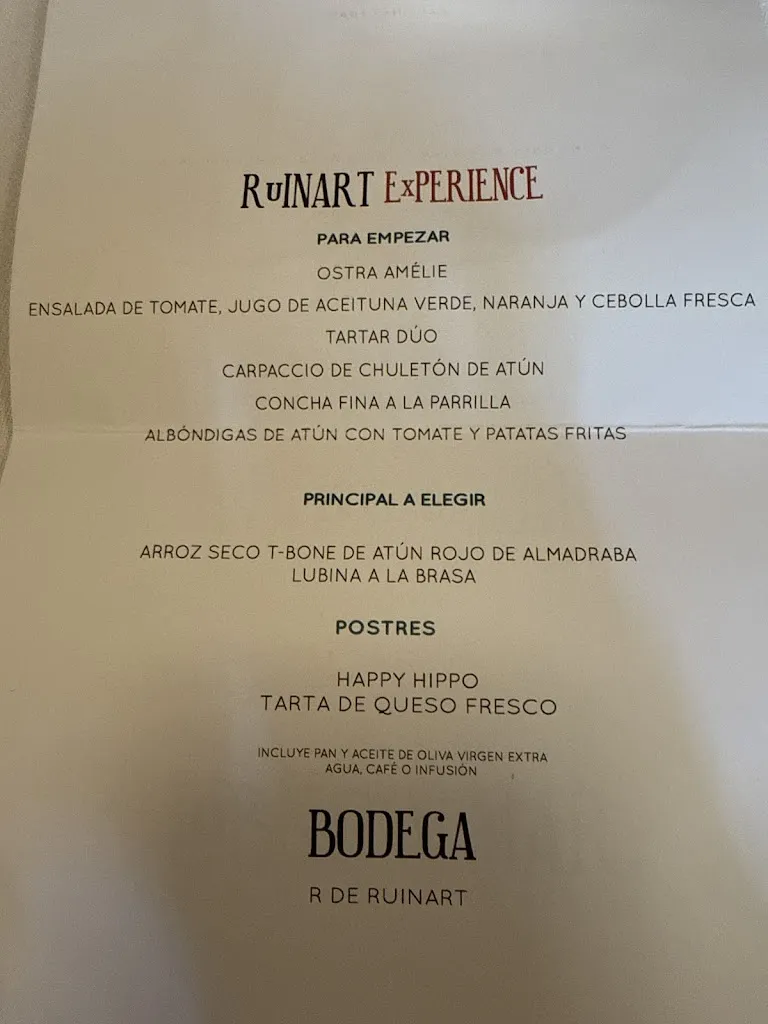 RUINART EXPERIENCE
PARA EMPEZAR
OSTRA AMÉLIE
ENSALADA DE TOMATE, JUGO DE ACEITUNA VERDE, NARANJA Y CEBOLLA FRESCA
TARTAR DÚO
CARPACCIO DE CHULETÓN DE ATÚN
CONCHA FINA A LA PARRILLA
ALBÓNDIGAS DE ATÚN CON TOMATE Y PATATAS FRITAS
PRINCIPAL A ELEGIR
ARROZ SECO T-BONE DE ATÚN ROJO DE ALMADRABA
LUBINA A LA BRASA
POSTRES
HAPPY HIPPO
TARTA DE QUESO FRESCO
INCLUYE PAN Y ACEITE DE OLIVA VIRGEN EXTRA
AGUA, CAFÉ O INFUSIÓN
BODEGA
R DE RUINART